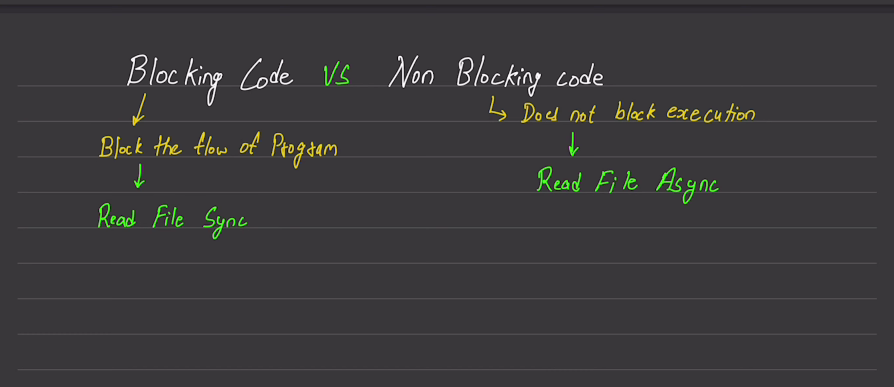 Blocking Code VS Non Blocking code
Does not block execution
Block the flow of Program
Read File Async
Read File Sync